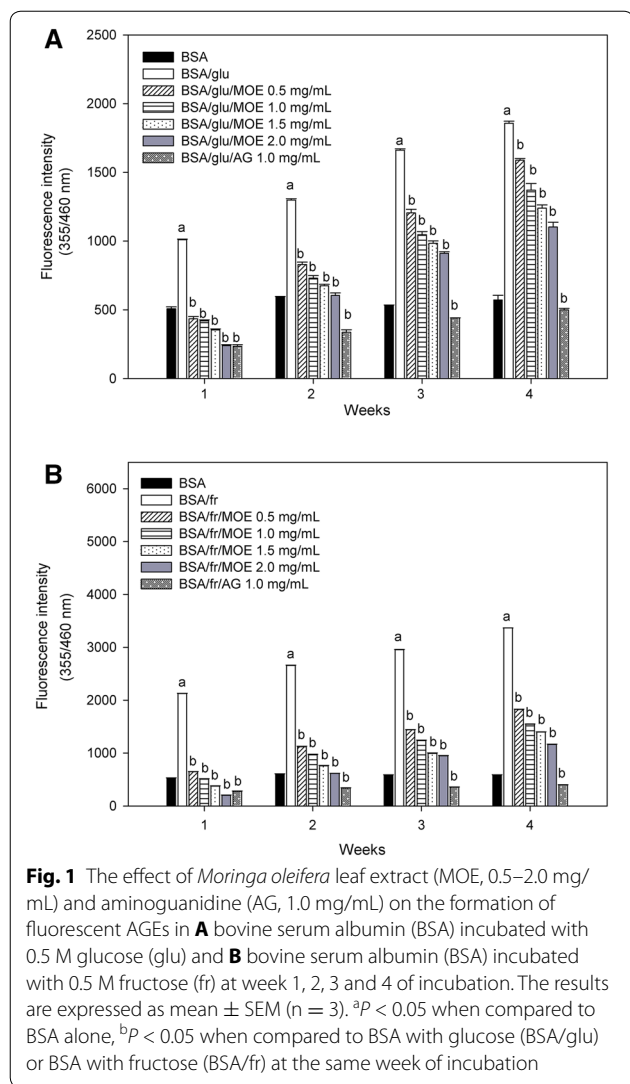 A
2500
2000
1500
1000
500
0
Fluorescence intensity
(355/460 nm)
BSA
BSA/glu
BSA/glu/MOE 0.5 mg/mL
BSA/glu/MOE 1.0 mg/mL
BSA/glu/MOE 1.5 mg/mL
BSA/glu/MOE 2.0 mg/mL
BSA/glu/AG 1.0 mg/mL
a
b
b
b
b b
a
b
b
b
b
b
a
b
b
b
b
b
a
b
b
b
b
b
1 2 3 4
Weeks
B
6000
5000
4000
3000
2000
1000
0
Fluorescence intensity
(355/460 nm)
BSA
BSA/fr
BSA/fr/MOE 0.5 mg/mL
BSA/fr/MOE 1.0 mg/mL
BSA/fr/MOE 1.5 mg/mL
BSA/fr/MOE 2.0 mg/mL
BSA/fr/AG 1.0 mg/mL
a
b
b
b
b
b
a
b
b
b
b
b
a
b
b
b
b
b
a
b
b
b
b
b
1 2 3 4
Weeks
Fig. 1 The effect of Moringa oleifera leaf extract (MOE, 0.5–2.0 mg/
mL) and aminoguanidine (AG, 1.0 mg/mL) on the formation of
fluorescent AGEs in A bovine serum albumin (BSA) incubated with
0.5 M glucose (glu) and B bovine serum albumin (BSA) incubated
with 0.5 M fructose (fr) at week 1, 2, 3 and 4 of incubation. The results
are expressed as mean ± SEM (n = 3). ᵃP < 0.05 when compared to
BSA alone, ᵇP < 0.05 when compared to BSA with glucose (BSA/glu)
or BSA with fructose (BSA/fr) at the same week of incubation